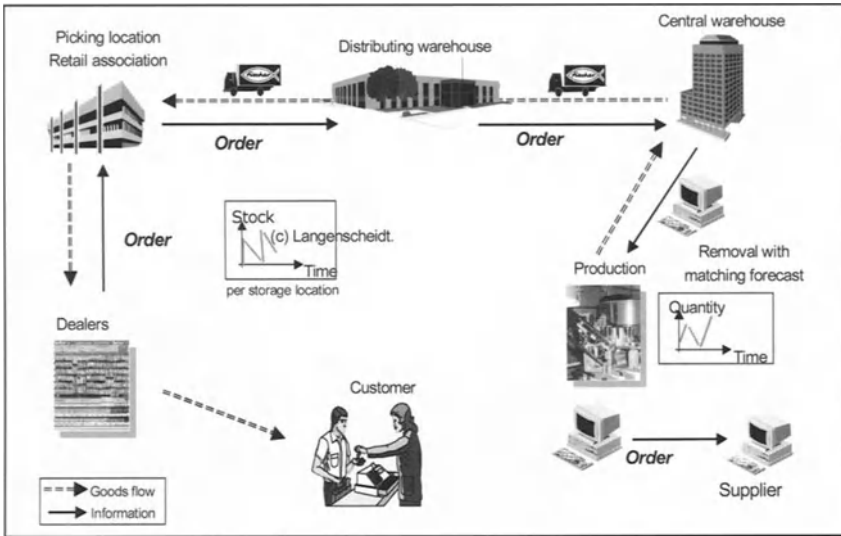 Picking location
Retail association
Distributing warehouse
Central warehouse
Order
Order
Order
Stock
(c) Langenscheidt.
Time
per storage location
Removal with
matching forecast
Production
Quantity
Time
Dealers
Customer
Order
Supplier
Goods flow
Information